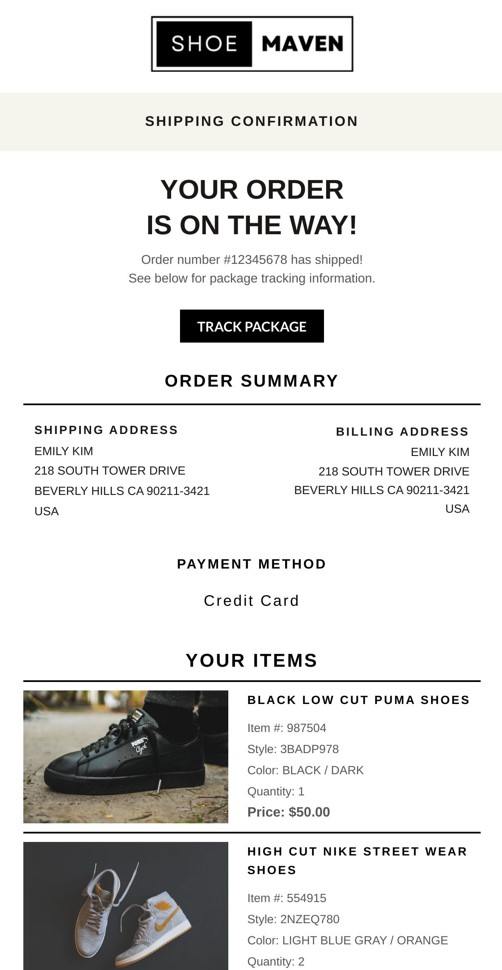 SHOE MAVEN
SHIPPING CONFIRMATION
YOUR ORDER
IS ON THE WAY!
Order number #12345678 has shipped!
See below for package tracking information.
TRACK PACKAGE
ORDER SUMMARY
SHIPPING ADDRESS
EMILY KIM
218 SOUTH TOWER DRIVE
BEVERLY HILLS CA 90211-3421
USA
BILLING ADDRESS
EMILY KIM
218 SOUTH TOWER DRIVE
BEVERLY HILLS CA 90211-3421
USA
PAYMENT METHOD
Credit Card
YOUR ITEMS
BLACK LOW CUT PUMA SHOES
Item #: 987504
Style: 3BADP978
Color: BLACK / DARK
Quantity: 1
Price: $50.00
HIGH CUT NIKE STREET WEAR
SHOES
Item #: 554915
Style: 2NZEQ780
Color: LIGHT BLUE GRAY / ORANGE
Quantity: 2